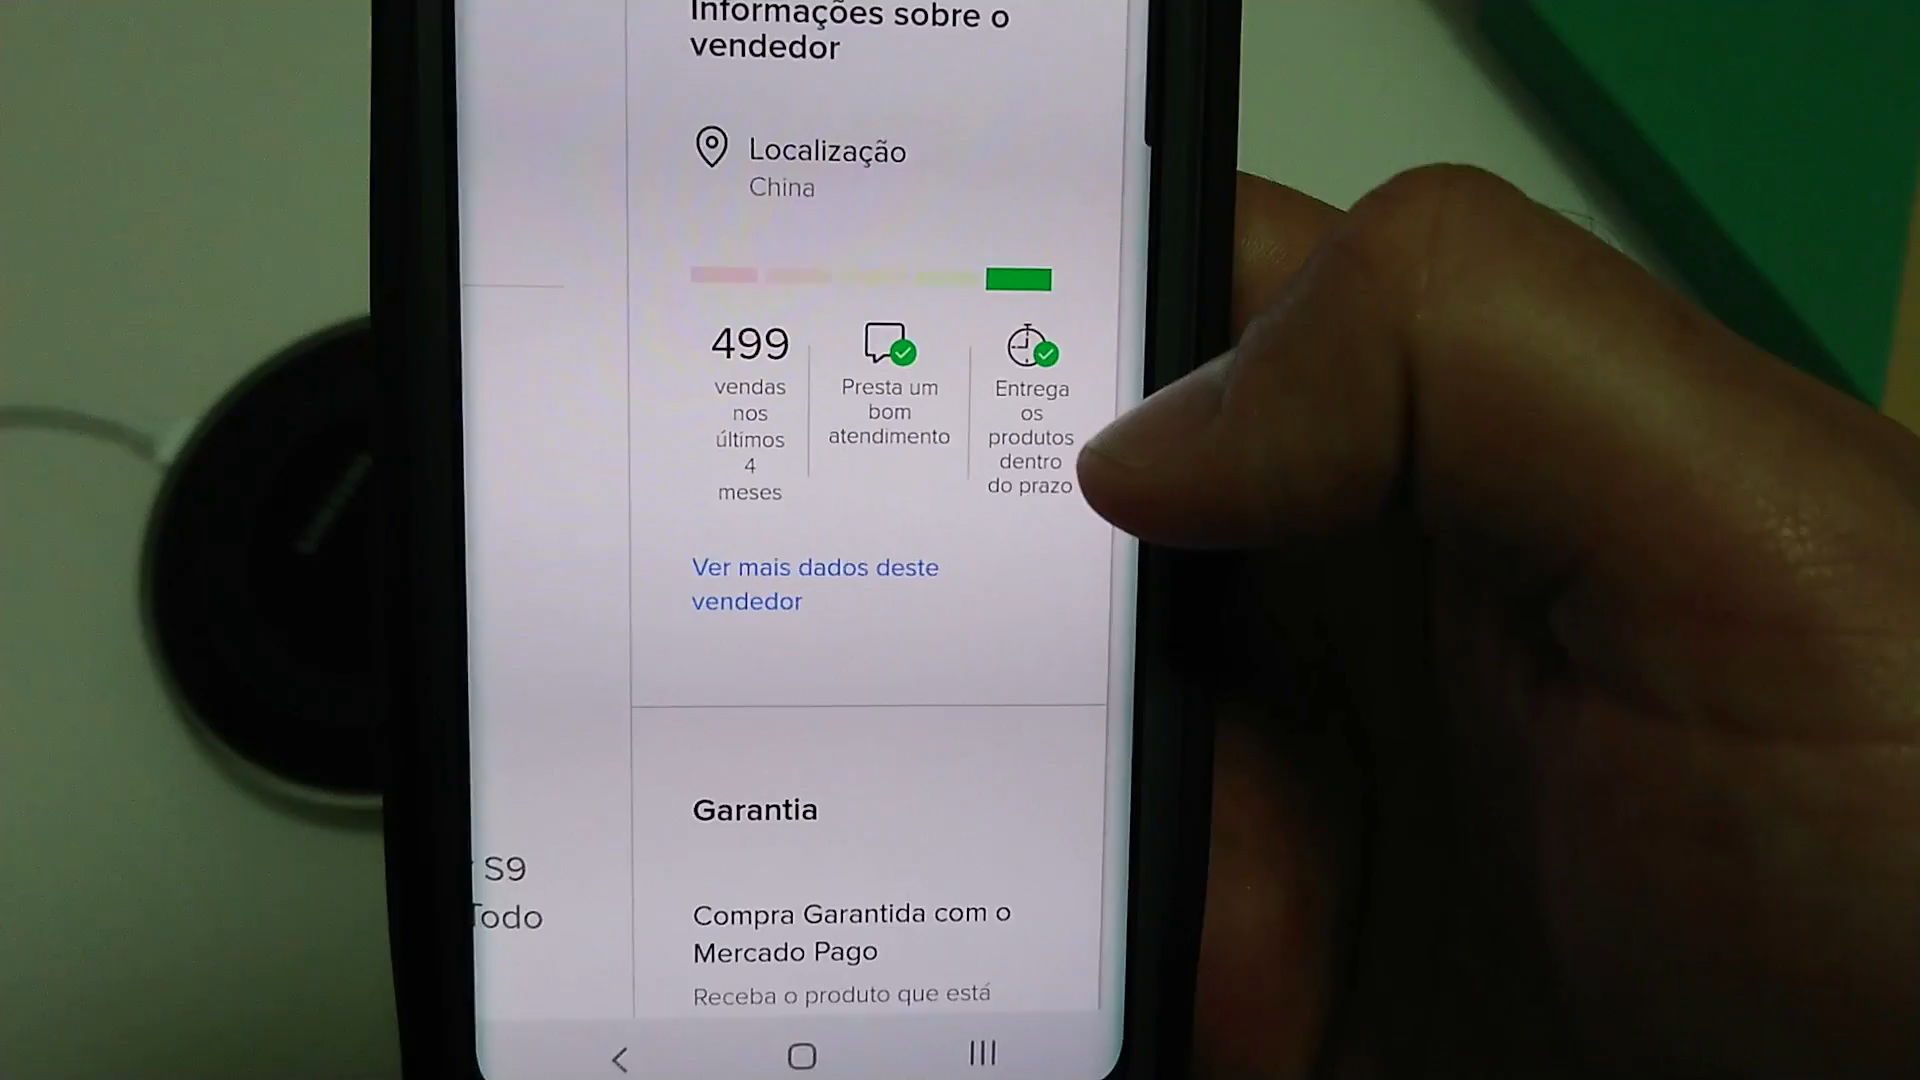 Informações sobre o
vendedor
Localização
China
499
vendas
nos
últimos
4
meses
Presta um
bom
atendimento
Entrega
os
produtos
dentro
do prazo
Ver mais dados deste
vendedor
Garantia
S9
Todo
Compra Garantida com o
Mercado Pago
Receba o produto que está